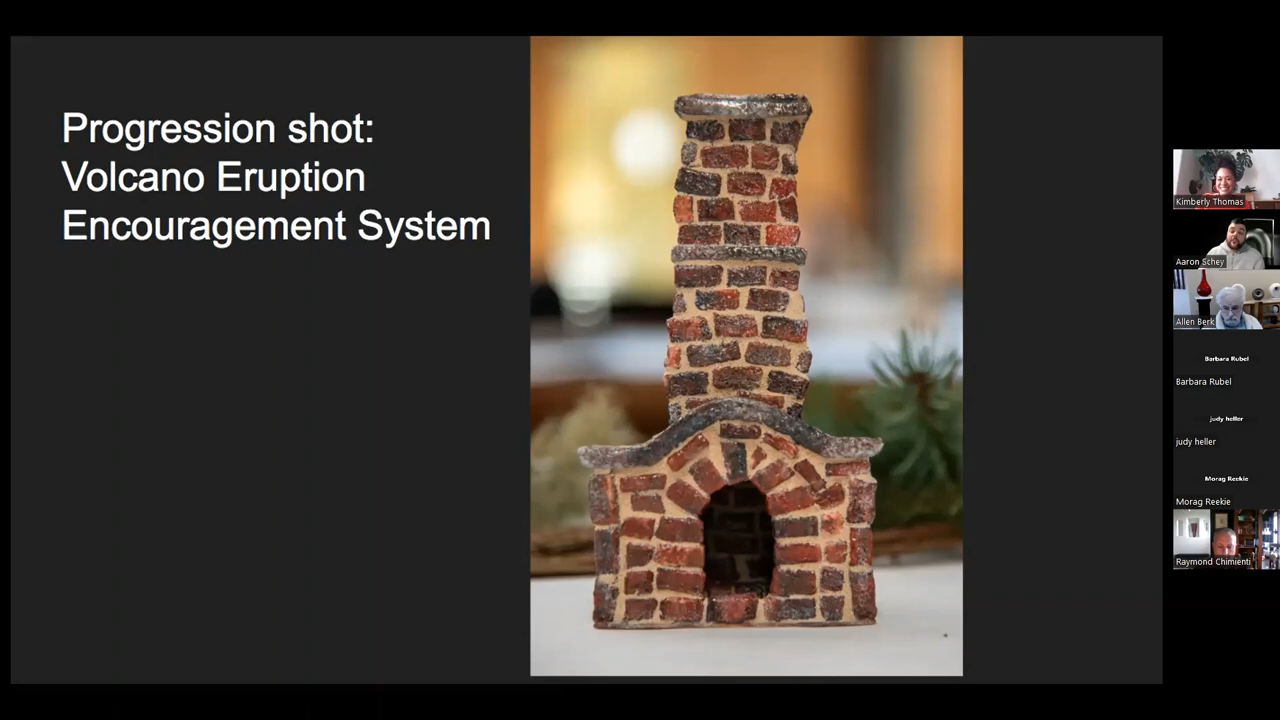 Progression shot:
Volcano Eruption
Encouragement System
Kimberly Thomas
Aaron Schey
Allen Berk
Barbara Rubel
Barbara Rubel
judy heller
judy heller
Morag Reekie
Morag Reekie
Raymond Chimienti